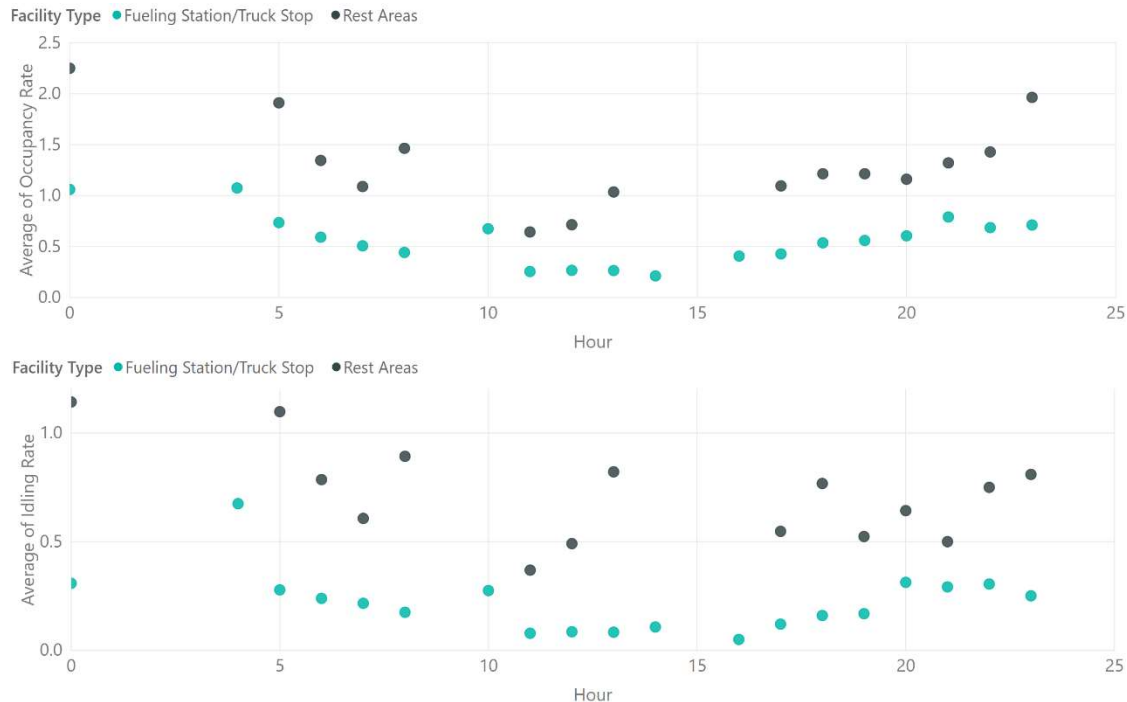 Facility Type Fueling Station/Truck Stop Rest Areas
Average of Occupancy Rate
2.5
2.0
1.5
1.0
0.5
0.0
0 5 10 15 20 25
Hour
Facility Type Fueling Station/Truck Stop Rest Areas
Average of Idling Rate
1.0
0.5
0.0
0 5 10 15 20 25
Hour